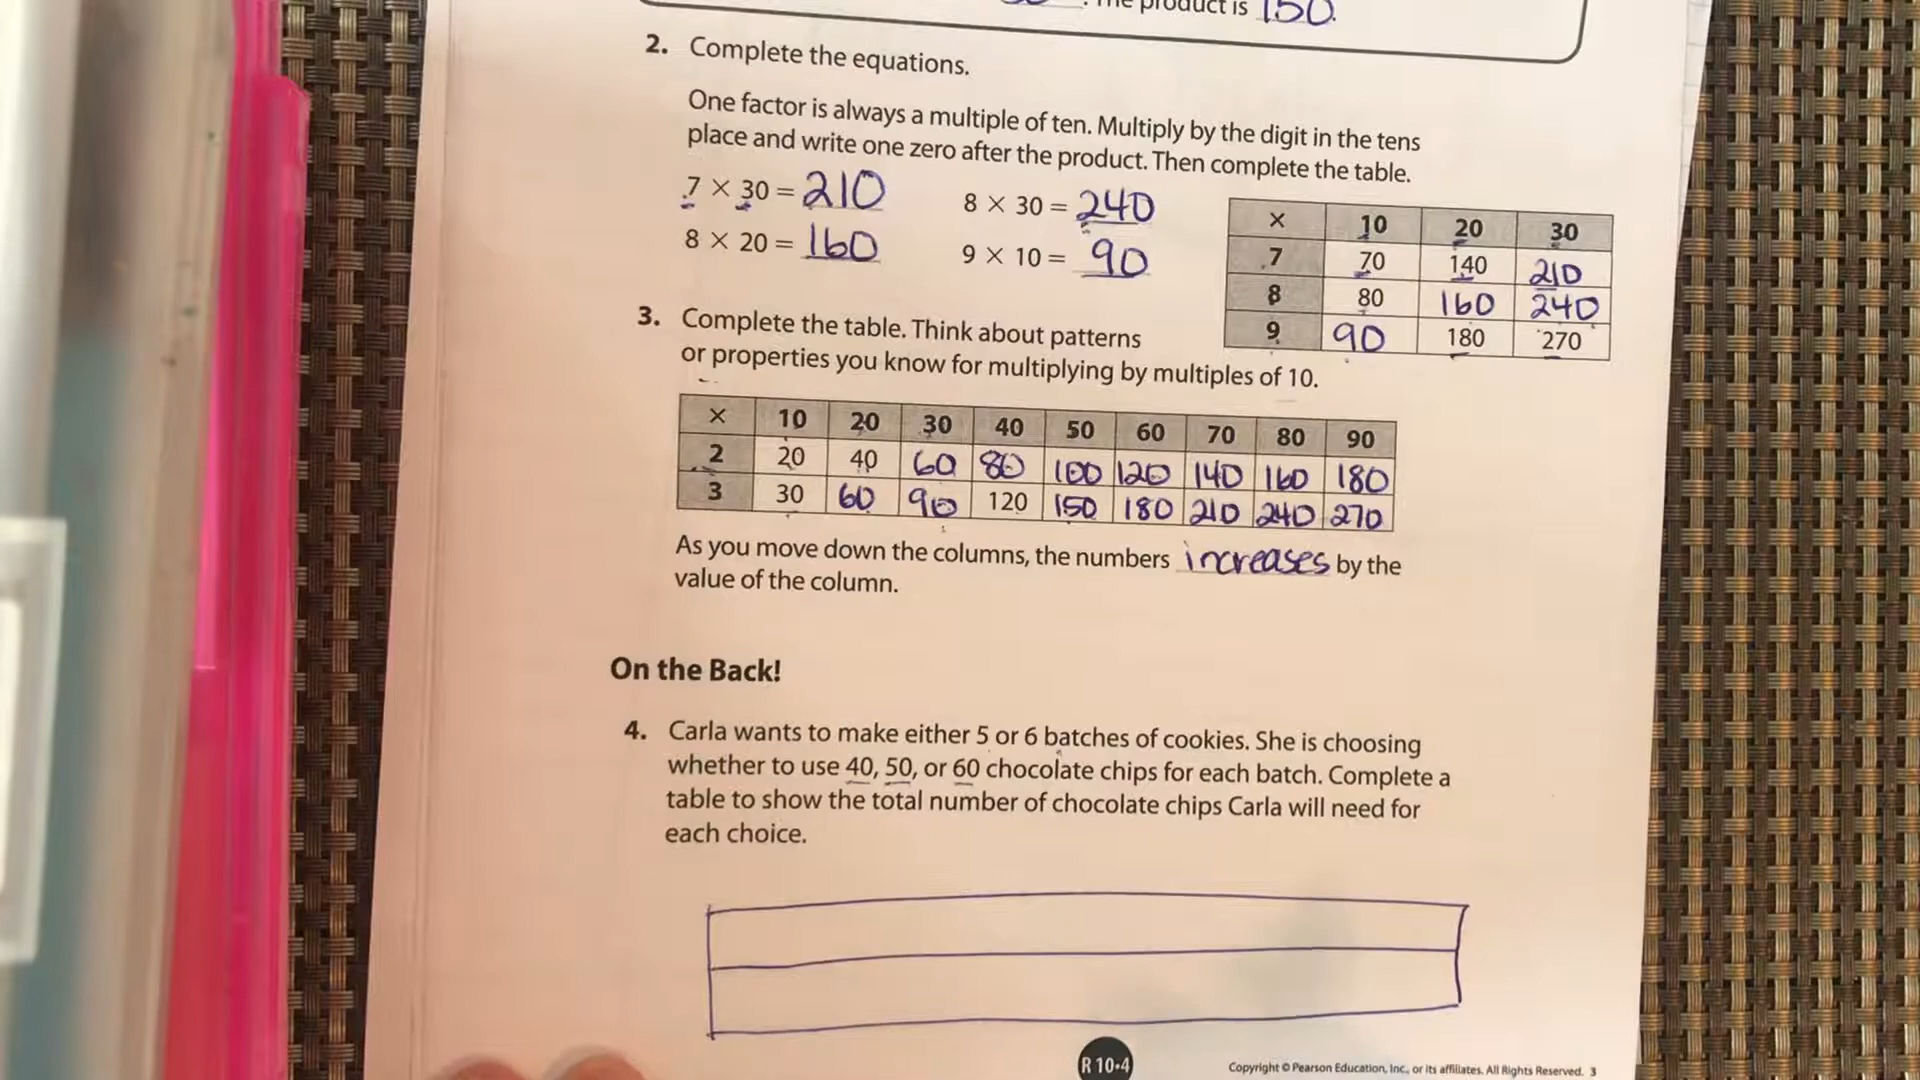 The product is 150.
2. Complete the equations.
One factor is always a multiple of ten. Multiply by the digit in the tens
place and write one zero after the product. Then complete the table.
7 × 30 = 210 8 × 30 = 240
8 × 20 = 160 9 × 10 = 90
× 10 20 30
7 70 140 210
8 80 160 240
9 90 180 270
3. Complete the table. Think about patterns
or properties you know for multiplying by multiples of 10.
× 10 20 30 40 50 60 70 80 90
2 20 40 60 80 100 120 140 160 180
3 30 60 90 120 150 180 210 240 270
As you move down the columns, the numbers increases by the
value of the column.
On the Back!
4. Carla wants to make either 5 or 6 batches of cookies. She is choosing
whether to use 40, 50, or 60 chocolate chips for each batch. Complete a
table to show the total number of chocolate chips Carla will need for
each choice.
R 10-4
Copyright © Pearson Education, Inc., or its affiliates. All Rights Reserved. 3